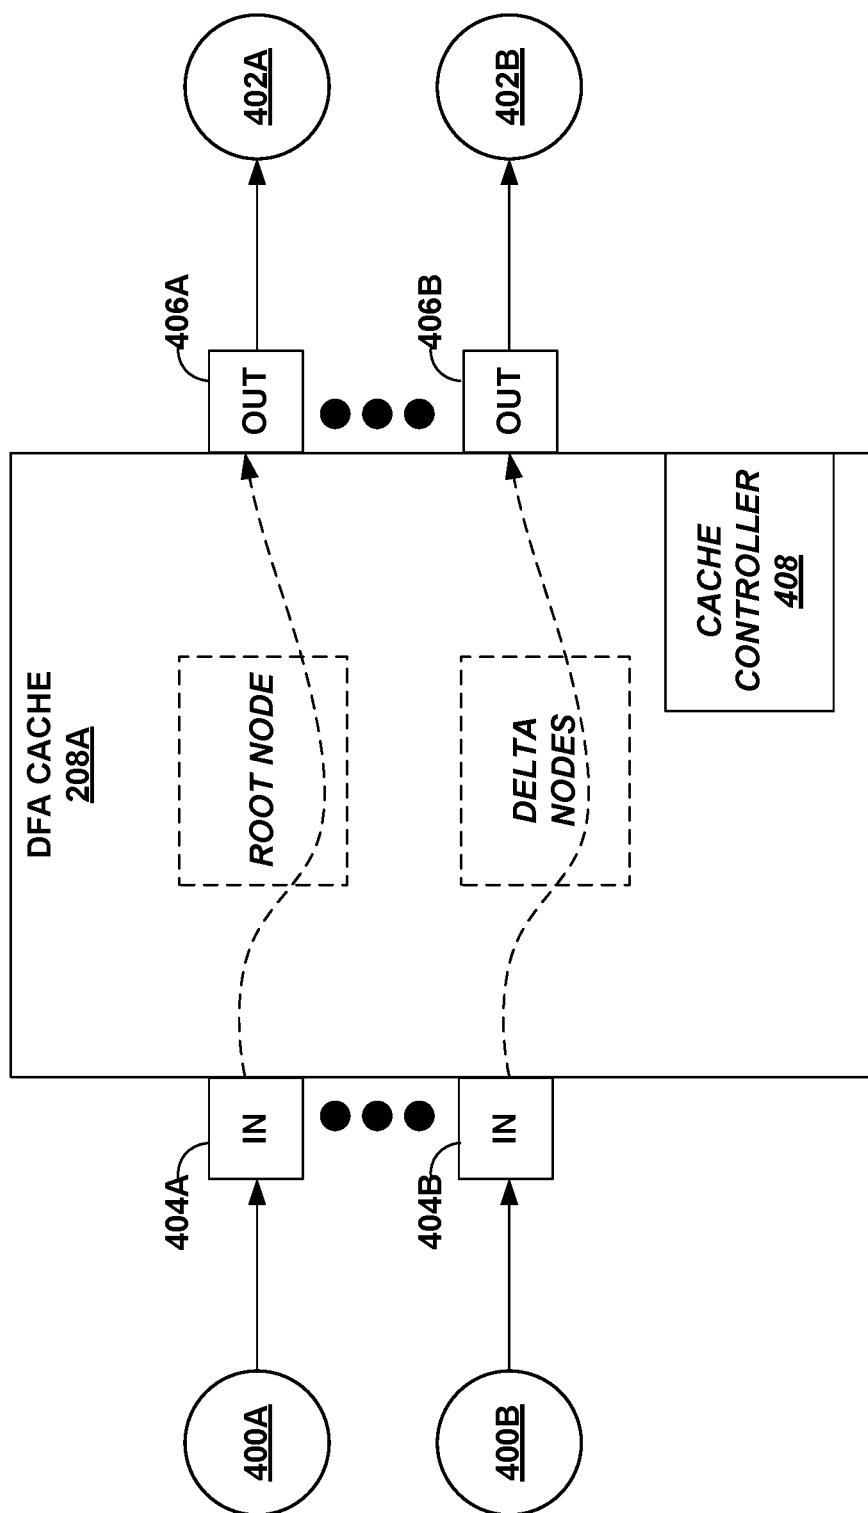 DFA CACHE
208A
400A
404A
IN
ROOT NODE
OUT
406A
402A
400B
404B
IN
DELTA
NODES
OUT
406B
402B
CACHE
CONTROLLER
408